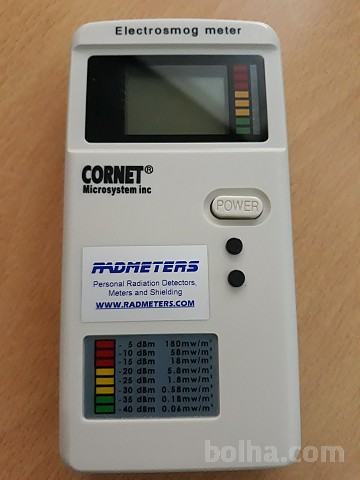 Electrosmog meter
CORNET®
Microsystem inc
POWER
RADMETERS
Personal Radiation Detectors,
Meters and Shielding
WWW.RADMETERS.COM
- 5 dBm 180mw/m²
-10 dBm 58mw/m²
-15 dBm 18mw/m²
-20 dBm 5.8mw/m²
-25 dBm 1.8mw/m²
-30 dBm 0.58mw/m²
-35 dBm 0.18mw/m²
-40 dBm 0.06mw/m²
bolha.com